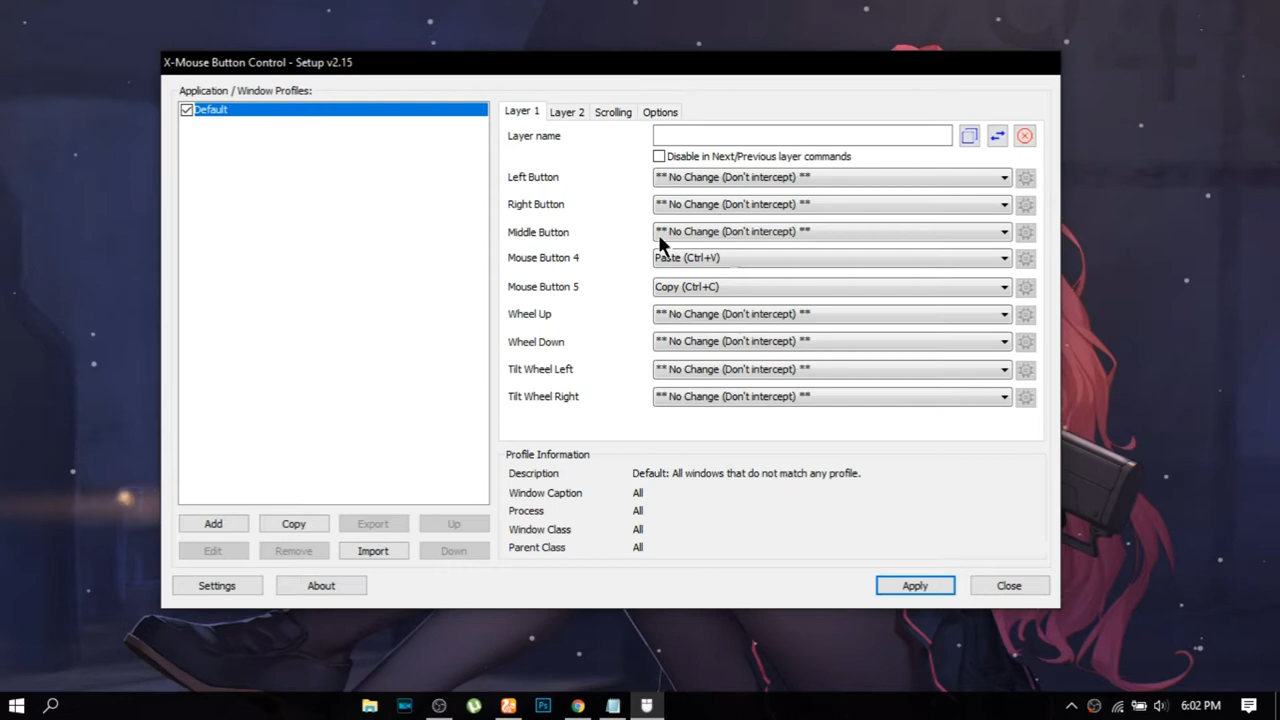 X-Mouse Button Control - Setup v2.15
Application / Window Profiles:
Default
Layer 1 Layer 2 Scrolling Options
Layer name
Disable in Next/Previous layer commands
Left Button ** No Change (Don't intercept) **
Right Button ** No Change (Don't intercept) **
Middle Button ** No Change (Don't intercept) **
Mouse Button 4 Paste (Ctrl+V)
Mouse Button 5 Copy (Ctrl+C)
Wheel Up ** No Change (Don't intercept) **
Wheel Down ** No Change (Don't intercept) **
Tilt Wheel Left ** No Change (Don't intercept) **
Tilt Wheel Right ** No Change (Don't intercept) **
Profile Information
Description Default: All windows that do not match any profile.
Window Caption All
Process All
Window Class All
Parent Class All
Add Copy Export Up
Edit Remove Import Down
Settings About Apply Close
Ps
6:02 PM